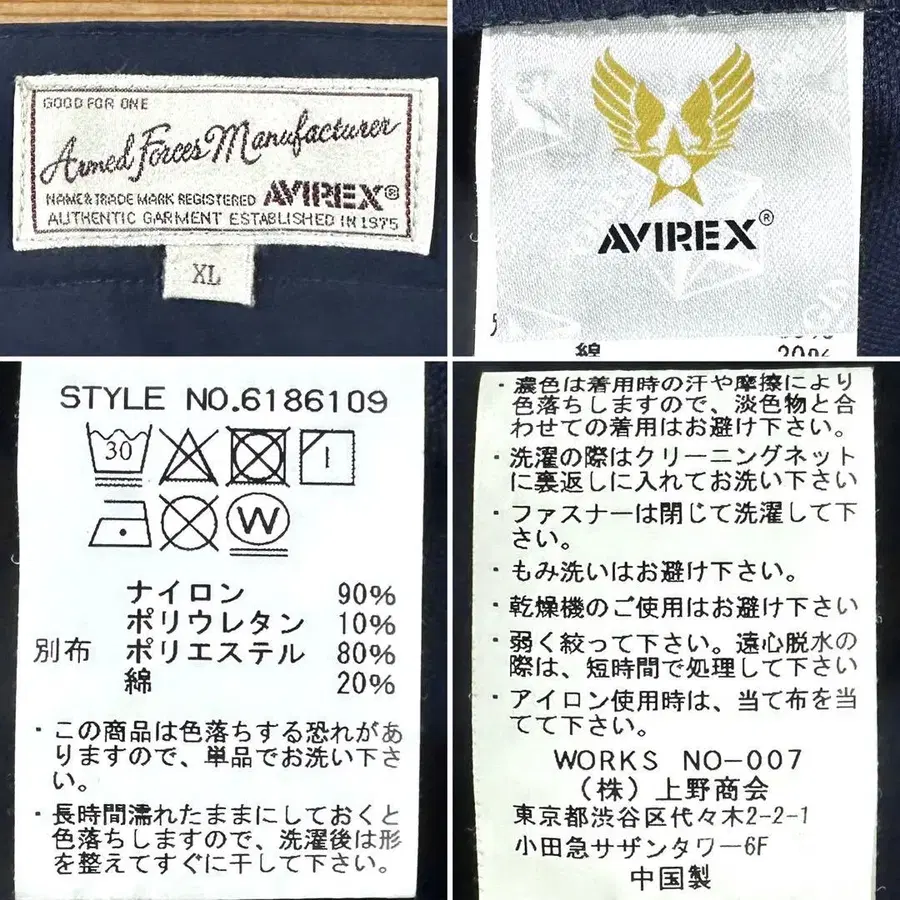 GOOD FOR ONE
Armed Forces Manufacturer
NAME & TRADE MARK REGISTERED AVIREX®
AUTHENTIC GARMENT ESTABLISHED IN 1975
XL
AVIREX®
綿 20%
STYLE NO.6186109
30
W
ナイロン 90%
ポリウレタン 10%
別布 ポリエステル 80%
綿 20%
・この商品は色落ちする恐れがあ
りますので、単品でお洗い下さ
い。
・長時間濡れたままにしておくと
色落ちしますので、洗濯後は形
を整えてすぐに干して下さい。
・濃色は着用時の汗や摩擦により
色落ちしますので、淡色物と合
わせての着用はお避け下さい。
・洗濯の際はクリーニングネット
に裏返しに入れてお洗い下さい
・ファスナーは閉じて洗濯して下
さい。
・もみ洗いはお避け下さい。
・乾燥機のご使用はお避け下さい
・弱く絞って下さい。遠心脱水の
際は、短時間で処理して下さい
・アイロン使用時は、当て布を当
てて下さい。
WORKS NO-007
(株)上野商会
東京都渋谷区代々木2-2-1
小田急サザンタワー6F
中国製